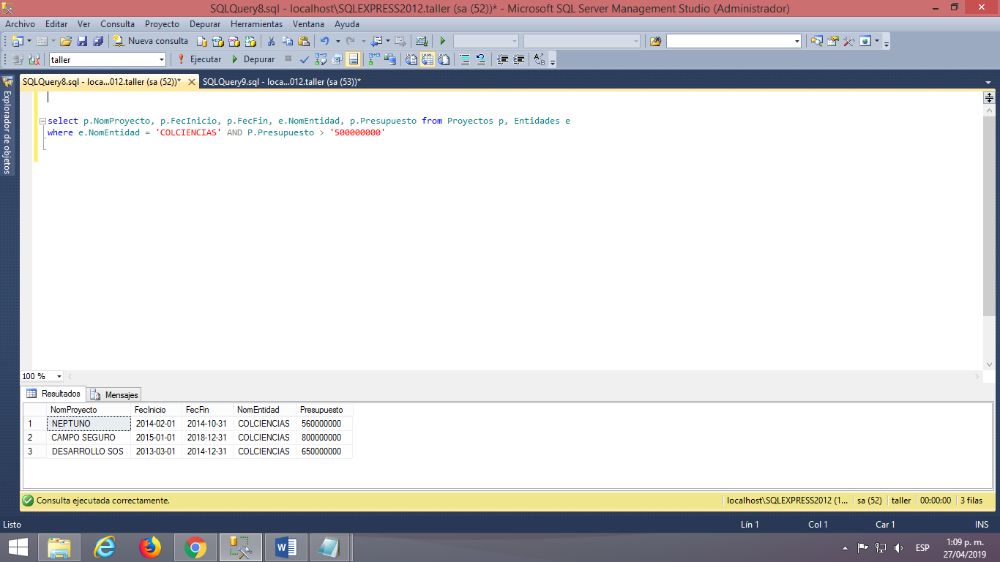 SQLQuery8.sql - localhost\SQLEXPRESS2012.taller (sa (52))* - Microsoft SQL Server Management Studio (Administrador)
Archivo Editar Ver Consulta Proyecto Depurar Herramientas Ventana Ayuda
Nueva consulta
taller Ejecutar Depurar
SQLQuery8.sql - loca...012.taller (sa (52))* SQLQuery9.sql - loca...012.taller (sa (53))*
Explorador de objetos
select p.NomProyecto, p.FecInicio, p.FecFin, e.NomEntidad, p.Presupuesto from Proyectos p, Entidades e
where e.NomEntidad = 'COLCIENCIAS' AND P.Presupuesto > '500000000'
100 %
Resultados Mensajes
NomProyecto FecInicio FecFin NomEntidad Presupuesto
1 NEPTUNO 2014-02-01 2014-10-31 COLCIENCIAS 560000000
2 CAMPO SEGURO 2015-01-01 2018-12-31 COLCIENCIAS 800000000
3 DESARROLLO SOS 2013-03-01 2014-12-31 COLCIENCIAS 650000000
Consulta ejecutada correctamente. localhost\SQLEXPRESS2012 (1... sa (52) taller 00:00:00 3 filas
Listo Lín 1 Col 1 Car 1 INS
ESP 1:09 p. m.
27/04/2019